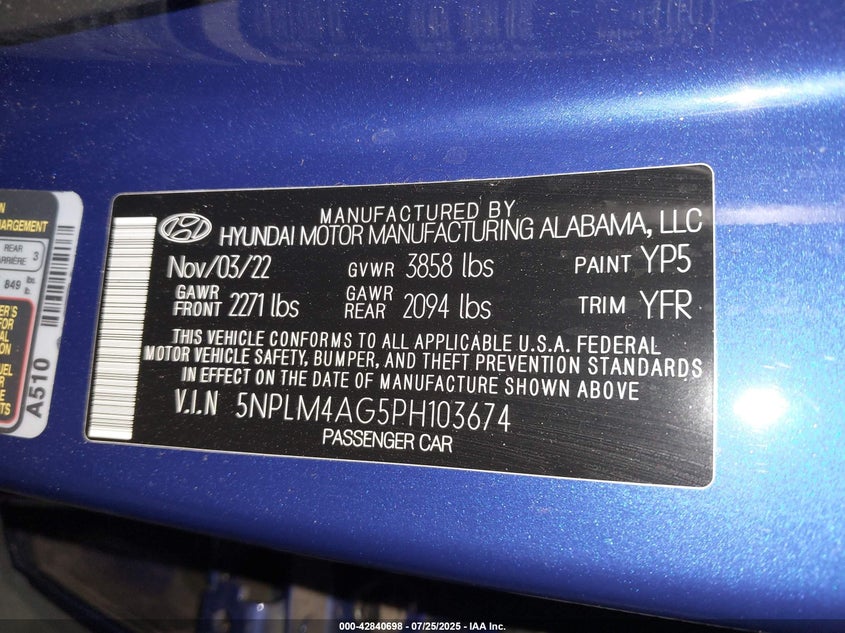 MANUFACTURED BY
HYUNDAI MOTOR MANUFACTURING ALABAMA, LLC
Nov/03/22 GVWR 3858 lbs PAINT YP5
GAWR FRONT 2271 lbs GAWR REAR 2094 lbs TRIM YFR
THIS VEHICLE CONFORMS TO ALL APPLICABLE U.S.A. FEDERAL
MOTOR VEHICLE SAFETY, BUMPER, AND THEFT PREVENTION STANDARDS
IN EFFECT ON THE DATE OF MANUFACTURE SHOWN ABOVE
V.I.N 5NPLM4AG5PH103674
PASSENGER CAR
REAR 3
849
A510
000-42840698 - 07/25/2025 - IAA Inc.